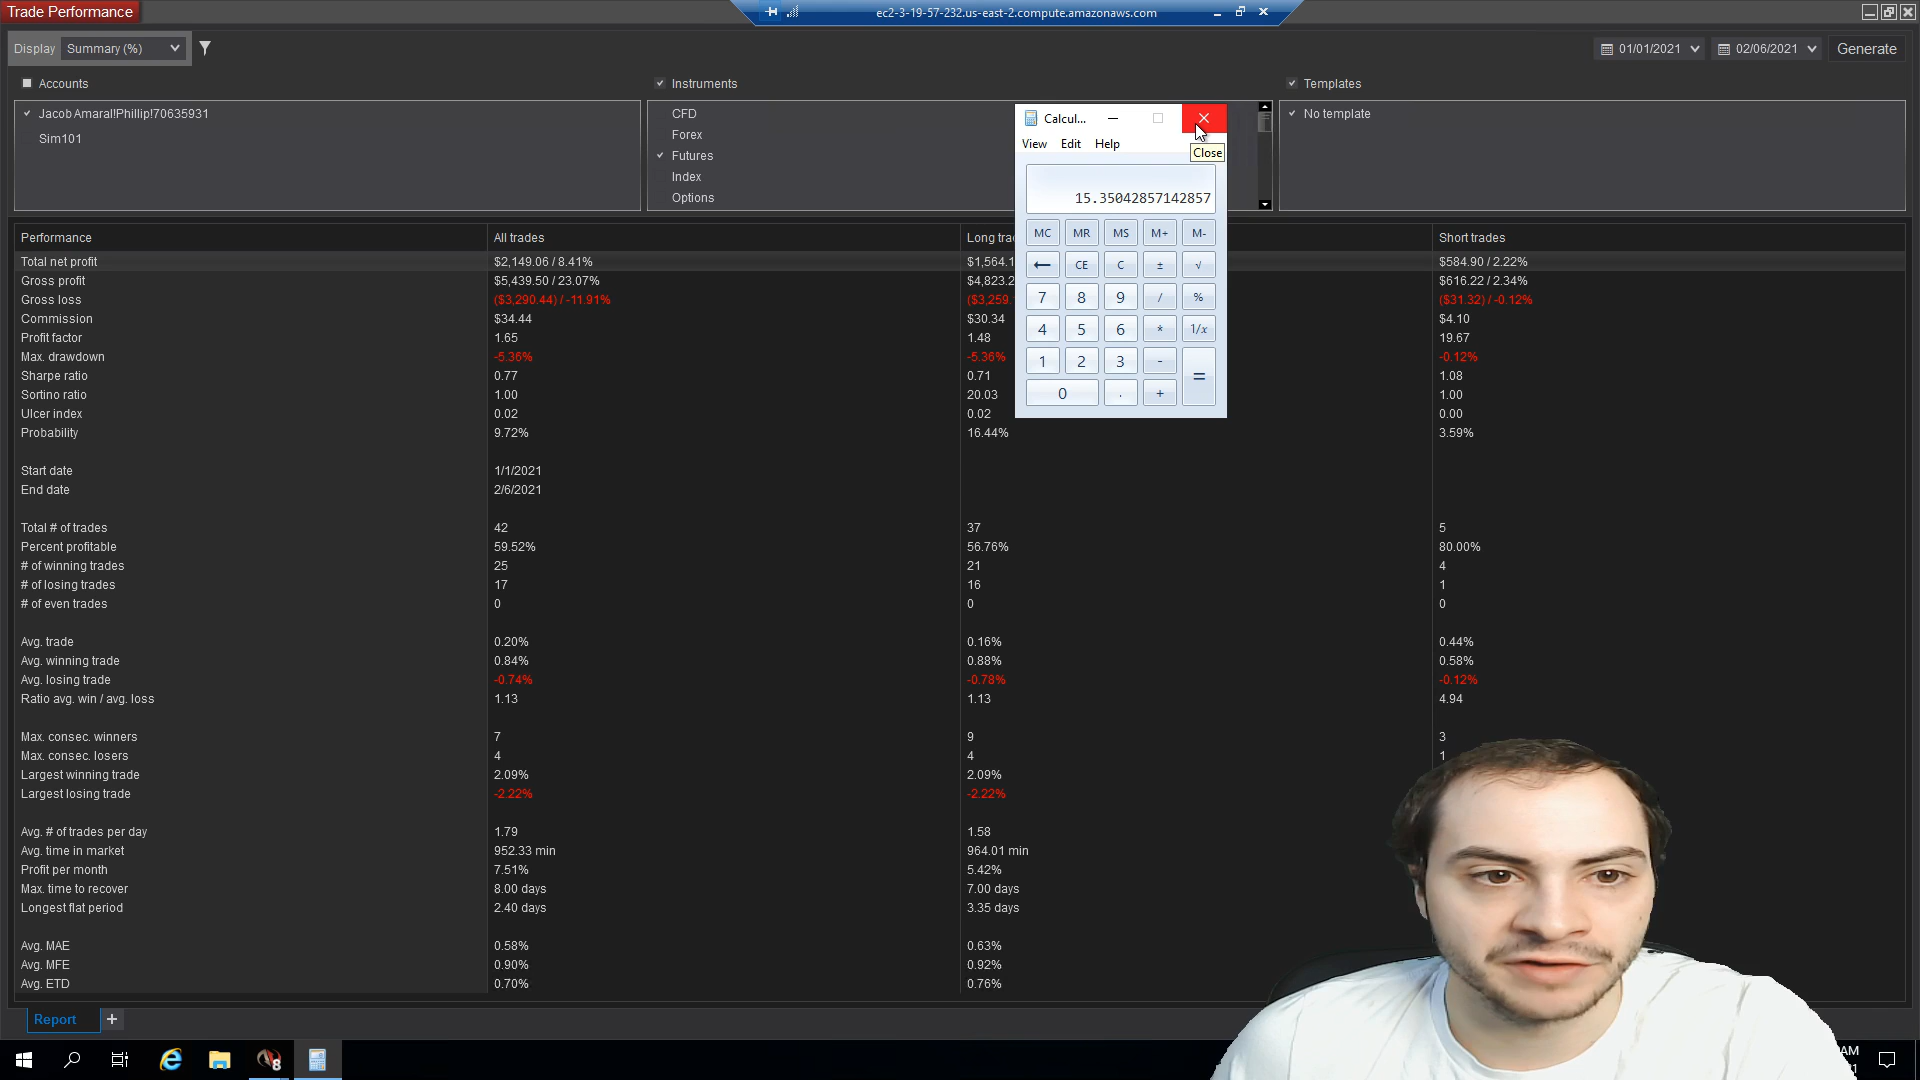 Trade Performance
ec2-3-19-57-232.us-east-2.compute.amazonaws.com
Display Summary (%) 01/01/2021 02/06/2021 Generate
Accounts Instruments Templates
Jacob Amaral!Phillip!70635931 CFD No template
Sim101 Forex
Futures
Index
Options
Calcul...
View Edit Help
Close
15.35042857142857
MC MR MS M+ M-
← CE C ± √
7 8 9 / %
4 5 6 * 1/x
1 2 3 - =
0 . +
Performance All trades Long tra Short trades
Total net profit $2,149.06 / 8.41% $1,564.1 $584.90 / 2.22%
Gross profit $5,439.50 / 23.07% $4,823.2 $616.22 / 2.34%
Gross loss ($3,290.44) / -11.91% ($3,259. ($31.32) / -0.12%
Commission $34.44 $30.34 $4.10
Profit factor 1.65 1.48 19.67
Max. drawdown -5.36% -5.36% -0.12%
Sharpe ratio 0.77 0.71 1.08
Sortino ratio 1.00 20.03 1.00
Ulcer index 0.02 0.02 0.00
Probability 9.72% 16.44% 3.59%
Start date 1/1/2021
End date 2/6/2021
Total # of trades 42 37 5
Percent profitable 59.52% 56.76% 80.00%
# of winning trades 25 21 4
# of losing trades 17 16 1
# of even trades 0 0 0
Avg. trade 0.20% 0.16% 0.44%
Avg. winning trade 0.84% 0.88% 0.58%
Avg. losing trade -0.74% -0.78% -0.12%
Ratio avg. win / avg. loss 1.13 1.13 4.94
Max. consec. winners 7 9 3
Max. consec. losers 4 4 1
Largest winning trade 2.09% 2.09%
Largest losing trade -2.22% -2.22%
Avg. # of trades per day 1.79 1.58
Avg. time in market 952.33 min 964.01 min
Profit per month 7.51% 5.42%
Max. time to recover 8.00 days 7.00 days
Longest flat period 2.40 days 3.35 days
Avg. MAE 0.58% 0.63%
Avg. MFE 0.90% 0.92%
Avg. ETD 0.70% 0.76%
Report +
8
AM